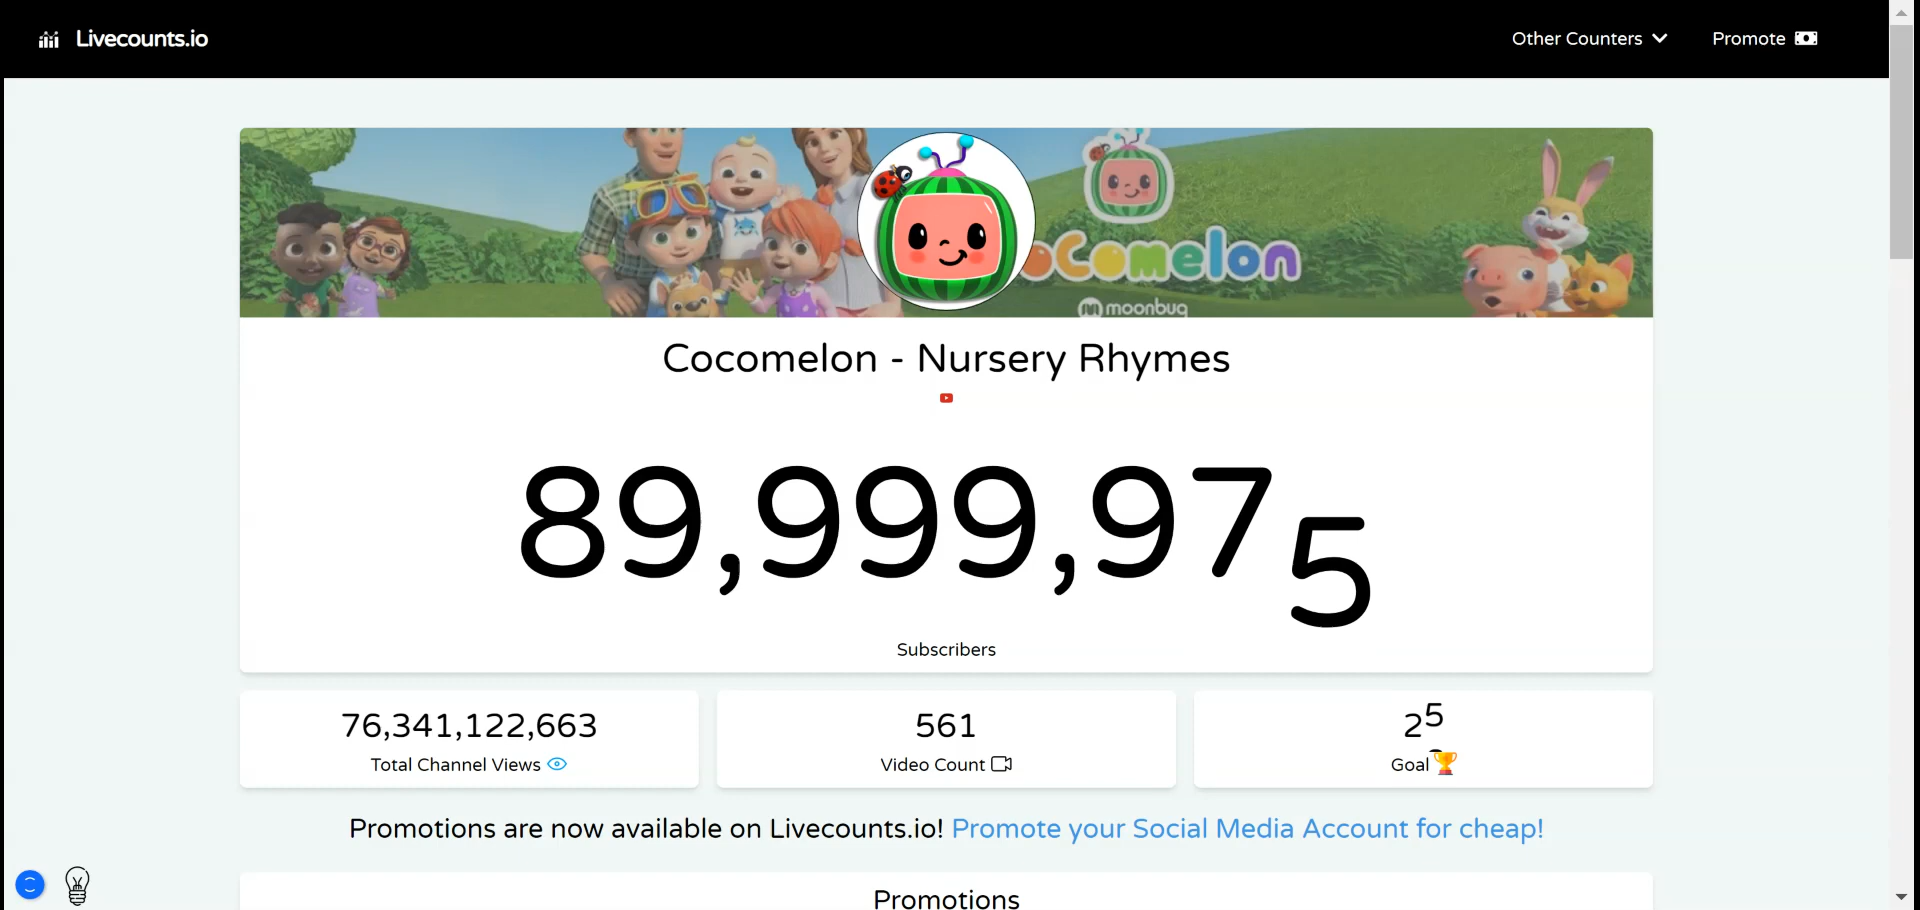 Livecounts.io
Other Counters
Promote
oComelon
moonbug
Cocomelon - Nursery Rhymes
89,999,975
Subscribers
76,341,122,663
Total Channel Views
561
Video Count
25
Goal
Promotions are now available on Livecounts.io! Promote your Social Media Account for cheap!
Promotions